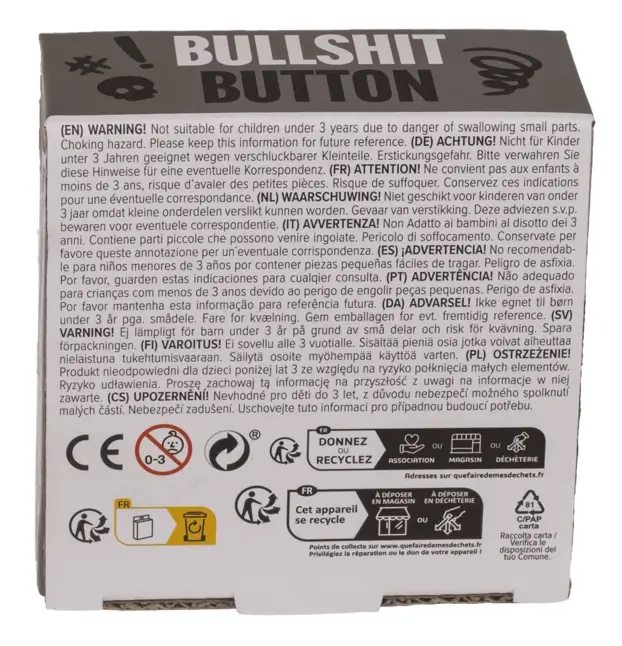 BULLSHIT
BUTTON
(EN) WARNING! Not suitable for children under 3 years due to danger of swallowing small parts.
Choking hazard. Please keep this information for future reference. (DE) ACHTUNG! Nicht für Kinder
unter 3 Jahren geeignet wegen verschluckbarer Kleinteile. Erstickungsgefahr. Bitte verwahren Sie
diese Hinweise für eine eventuelle Korrespondenz. (FR) ATTENTION! Ne convient pas aux enfants à
moins de 3 ans, risque d'avaler des petites pièces. Risque de suffoquer. Conservez ces indications
pour une éventuelle correspondance. (NL) WAARSCHUWING! Niet geschikt voor kinderen van onder
3 jaar omdat kleine onderdelen verslikt kunnen worden. Gevaar van verstikking. Deze adviezen s.v.p.
bewaren voor eventuele correspondentie. (IT) AVVERTENZA! Non Adatto ai bambini al disotto dei 3
anni. Contiene parti piccole che possono venire ingoiate. Pericolo di soffocamento. Conservate per
favore queste annotazione per un'eventuale corrispondenza. (ES) ¡ADVERTENCIA! No recomendab-
le para niños menores de 3 años por contener piezas pequeñas fáciles de tragar. Peligro de asfixia.
Por favor, guarden estas indicaciones para cualquier consulta. (PT) ADVERTÊNCIA! Não adequado
para crianças com menos de 3 anos devido ao perigo de engolir peças pequenas. Perigo de asfixia.
Por favor mantenha esta informação para referência futura. (DA) ADVARSEL! Ikke egnet til børn
under 3 år pga. smådele. Fare for kvælning. Gem emballagen for evt. fremtidig reference. (SV)
VARNING! Ej lämpligt för barn under 3 år på grund av små delar och risk för kvävning. Spara
förpackningen. (FI) VAROITUS! Ei sovellu alle 3 vuotialle. Sisältää pieniä osia jotka voivat aiheuttaa
nielaistuna tukehtumisvaaraan. Säilytä osoite myöhempää käyttöä varten. (PL) OSTRZEŻENIE!
Produkt nieodpowiedni dla dzieci poniżej lat 3 ze względu na ryzyko połknięcia małych elementów.
Ryzyko udławienia. Proszę zachowaj tą informację na przyszłość z uwagi na informacje w niej
zawarte. (CS) UPOZORNĚNÍ! Nevhodné pro děti do 3 let, z důvodu nebezpečí možného spolknutí
malých částí. Nebezpečí zadušení. Uschovejte tuto informaci pro případnou budoucí potřebu.
CE
0-3
®
FR
DONNEZ
ou
RECYCLEZ
ASSOCIATION
OU
MAGASIN
OU
DÉCHÈTERIE
Adresses sur quefairedemesdechets.fr
FR
FR
Cet appareil
se recycle
À DÉPOSER
EN MAGASIN
OU
À DÉPOSER
EN DÉCHÈTERIE
Points de collecte sur www.quefairedemesdechets.fr
Privilégiez la réparation ou le don de votre appareil !
81
C/PAP
carta
Raccolta carta /
Verifica le
disposizioni del
tuo Comune.